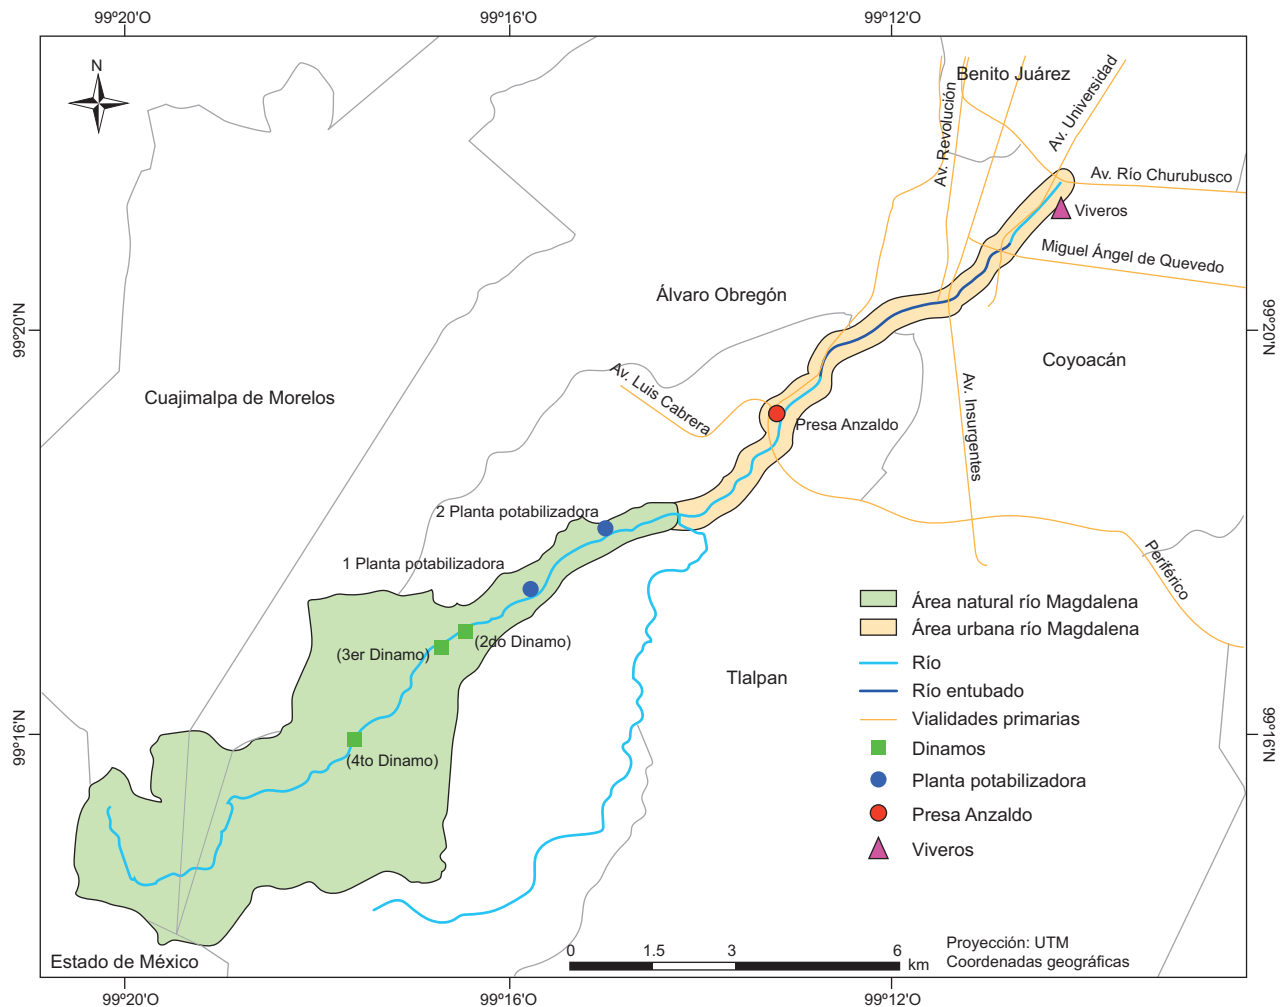 99º20'O
99º16'O
99º12'O
N
Benito Juárez
Av. Universidad
Av. Revolución
Av. Río Churubusco
Viveros
Miguel Ángel de Quevedo
Álvaro Obregón
99º20'N
99º20'N
Coyoacán
Av. Luis Cabrera
Cuajimalpa de Morelos
Av. Insurgentes
Presa Anzaldo
2 Planta potabilizadora
1 Planta potabilizadora
Periférico
(2do Dinamo)
(3er Dinamo)
Tlalpan
(4to Dinamo)
99º16'N
99º16'N
Área natural río Magdalena
Área urbana río Magdalena
Río
Río entubado
Vialidades primarias
Dinamos
Planta potabilizadora
Presa Anzaldo
Viveros
Estado de México
0
1.5
3
6
km
Proyección: UTM
Coordenadas geográficas
99º20'O
99º16'O
99º12'O